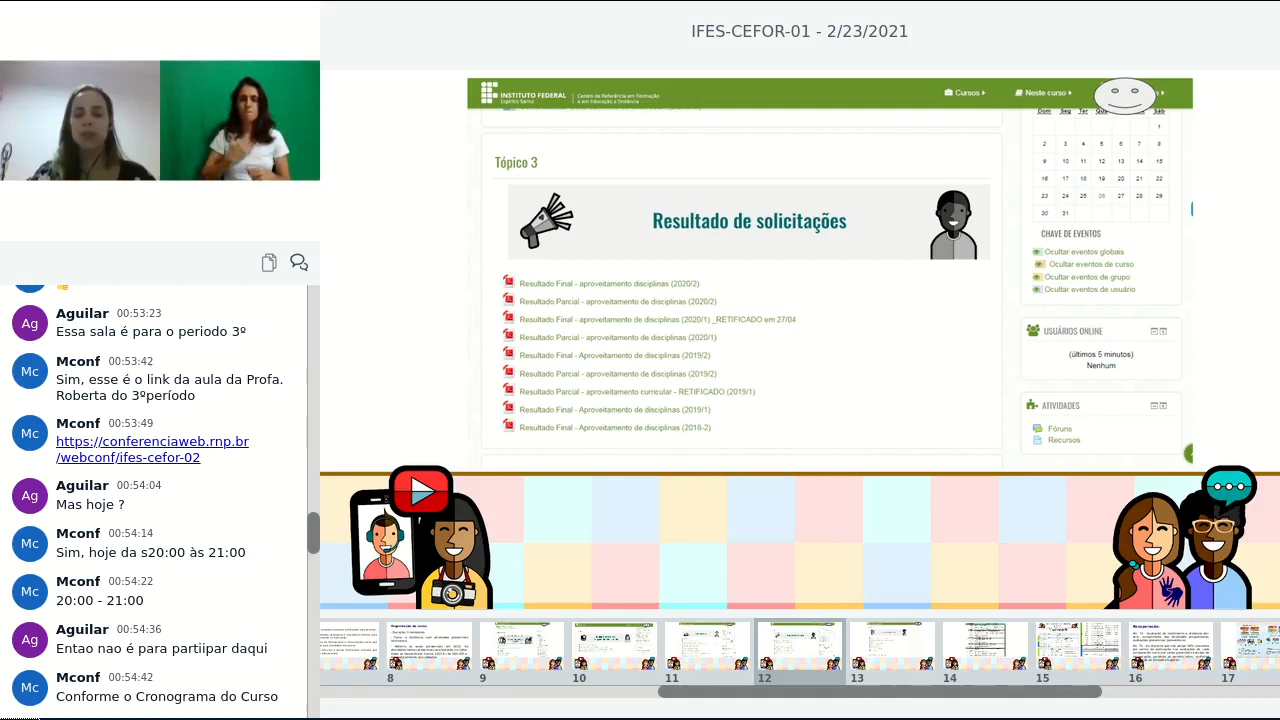 IFES-CEFOR-01 - 2/23/2021
INSTITUTO FEDERAL
Espírito Santo
Centro de Referência em Formação
e em Educação a Distância
Cursos
Neste curso
Tópico 3
Resultado de solicitações
Resultado Final - aproveitamento disciplinas (2020/2)
Resultado Parcial - aproveitamento de disciplinas (2020/2)
Resultado Final - aproveitamento de disciplinas (2020/1) _RETIFICADO em 27/04
Resultado Parcial - aproveitamento de disciplinas (2020/1)
Resultado Final - Aproveitamento de disciplinas (2019/2)
Resultado Parcial - aproveitamento de disciplinas (2019/2)
Resultado Parcial - aproveitamento curricular - RETIFICADO (2019/1)
Resultado Final - Aproveitamento de disciplinas (2019/1)
Resultado Final - Aproveitamento de disciplinas (2018-2)
Dom Seg Ter Sáb
1
2 3 4 5 6 7 8
9 10 11 12 13 14 15
16 17 18 19 20 21 22
23 24 25 26 27 28 29
30 31
CHAVE DE EVENTOS
Ocultar eventos globais
Ocultar eventos de curso
Ocultar eventos de grupo
Ocultar eventos de usuário
USUÁRIOS ONLINE
(últimos 5 minutos)
Nenhum
ATIVIDADES
Fóruns
Recursos
Ag Aguilar 00:53:23
Essa sala é para o periodo 3º
Mc Mconf 00:53:42
Sim, esse é o link da aula da Profa.
Roberta do 3ºperíodo
Mc Mconf 00:53:49
https://conferenciaweb.rnp.br
/webconf/ifes-cefor-02
Ag Aguilar 00:54:04
Mas hoje ?
Mc Mconf 00:54:14
Sim, hoje da s20:00 às 21:00
Mc Mconf 00:54:22
20:00 - 21:00
Ag Aguilar 00:54:36
Entao nao devo partiipar daqui
Mc Mconf 00:54:42
Conforme o Cronograma do Curso
8 9 10 11 12 13 14 15 16 17
Recuperação: